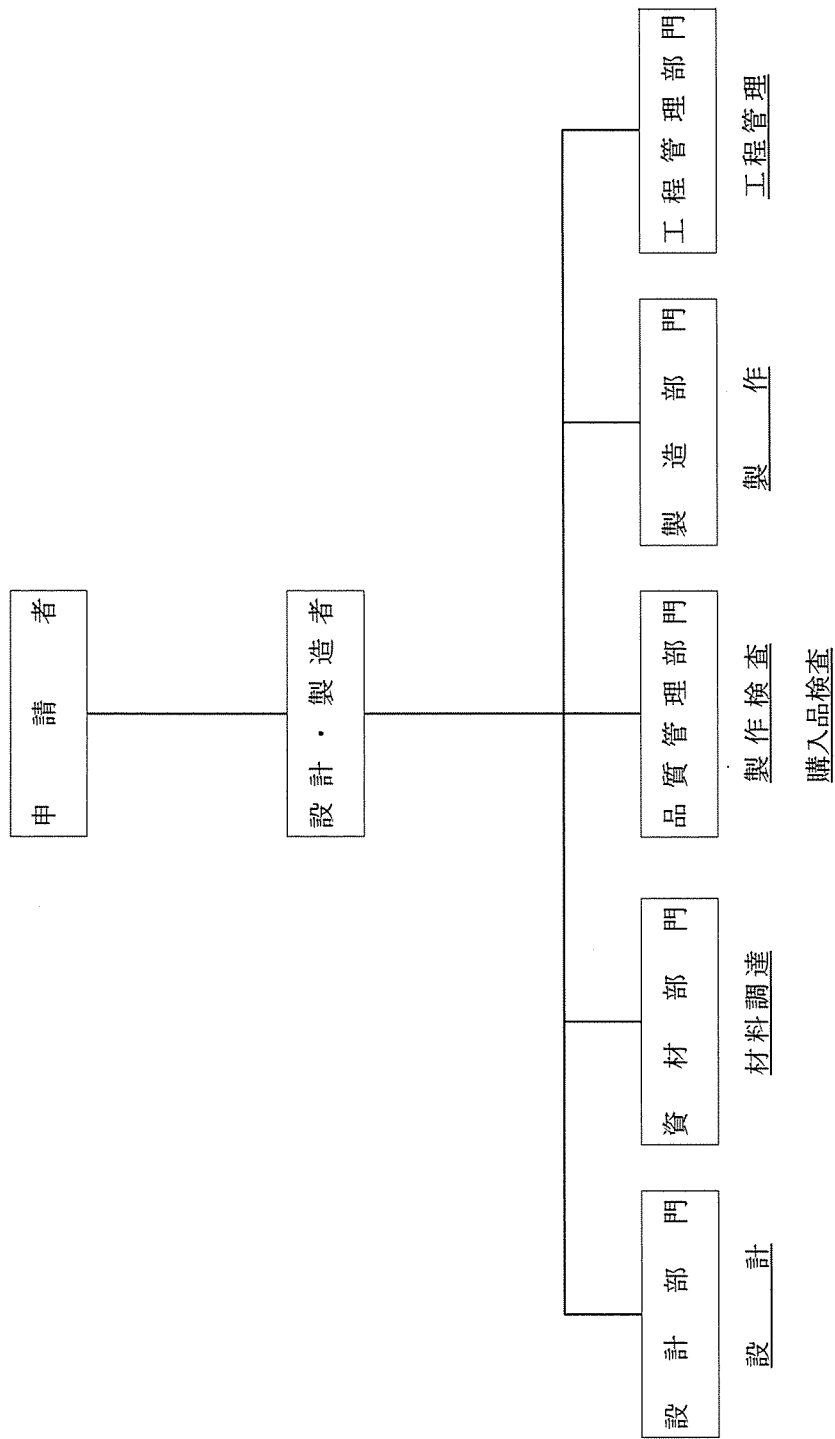 申請者
設計・製造者
設計部門
設計
資材部門
材料調達
品質管理部門
製作検査
購入品検査
製造部門
製作
工程管理部門
工程管理